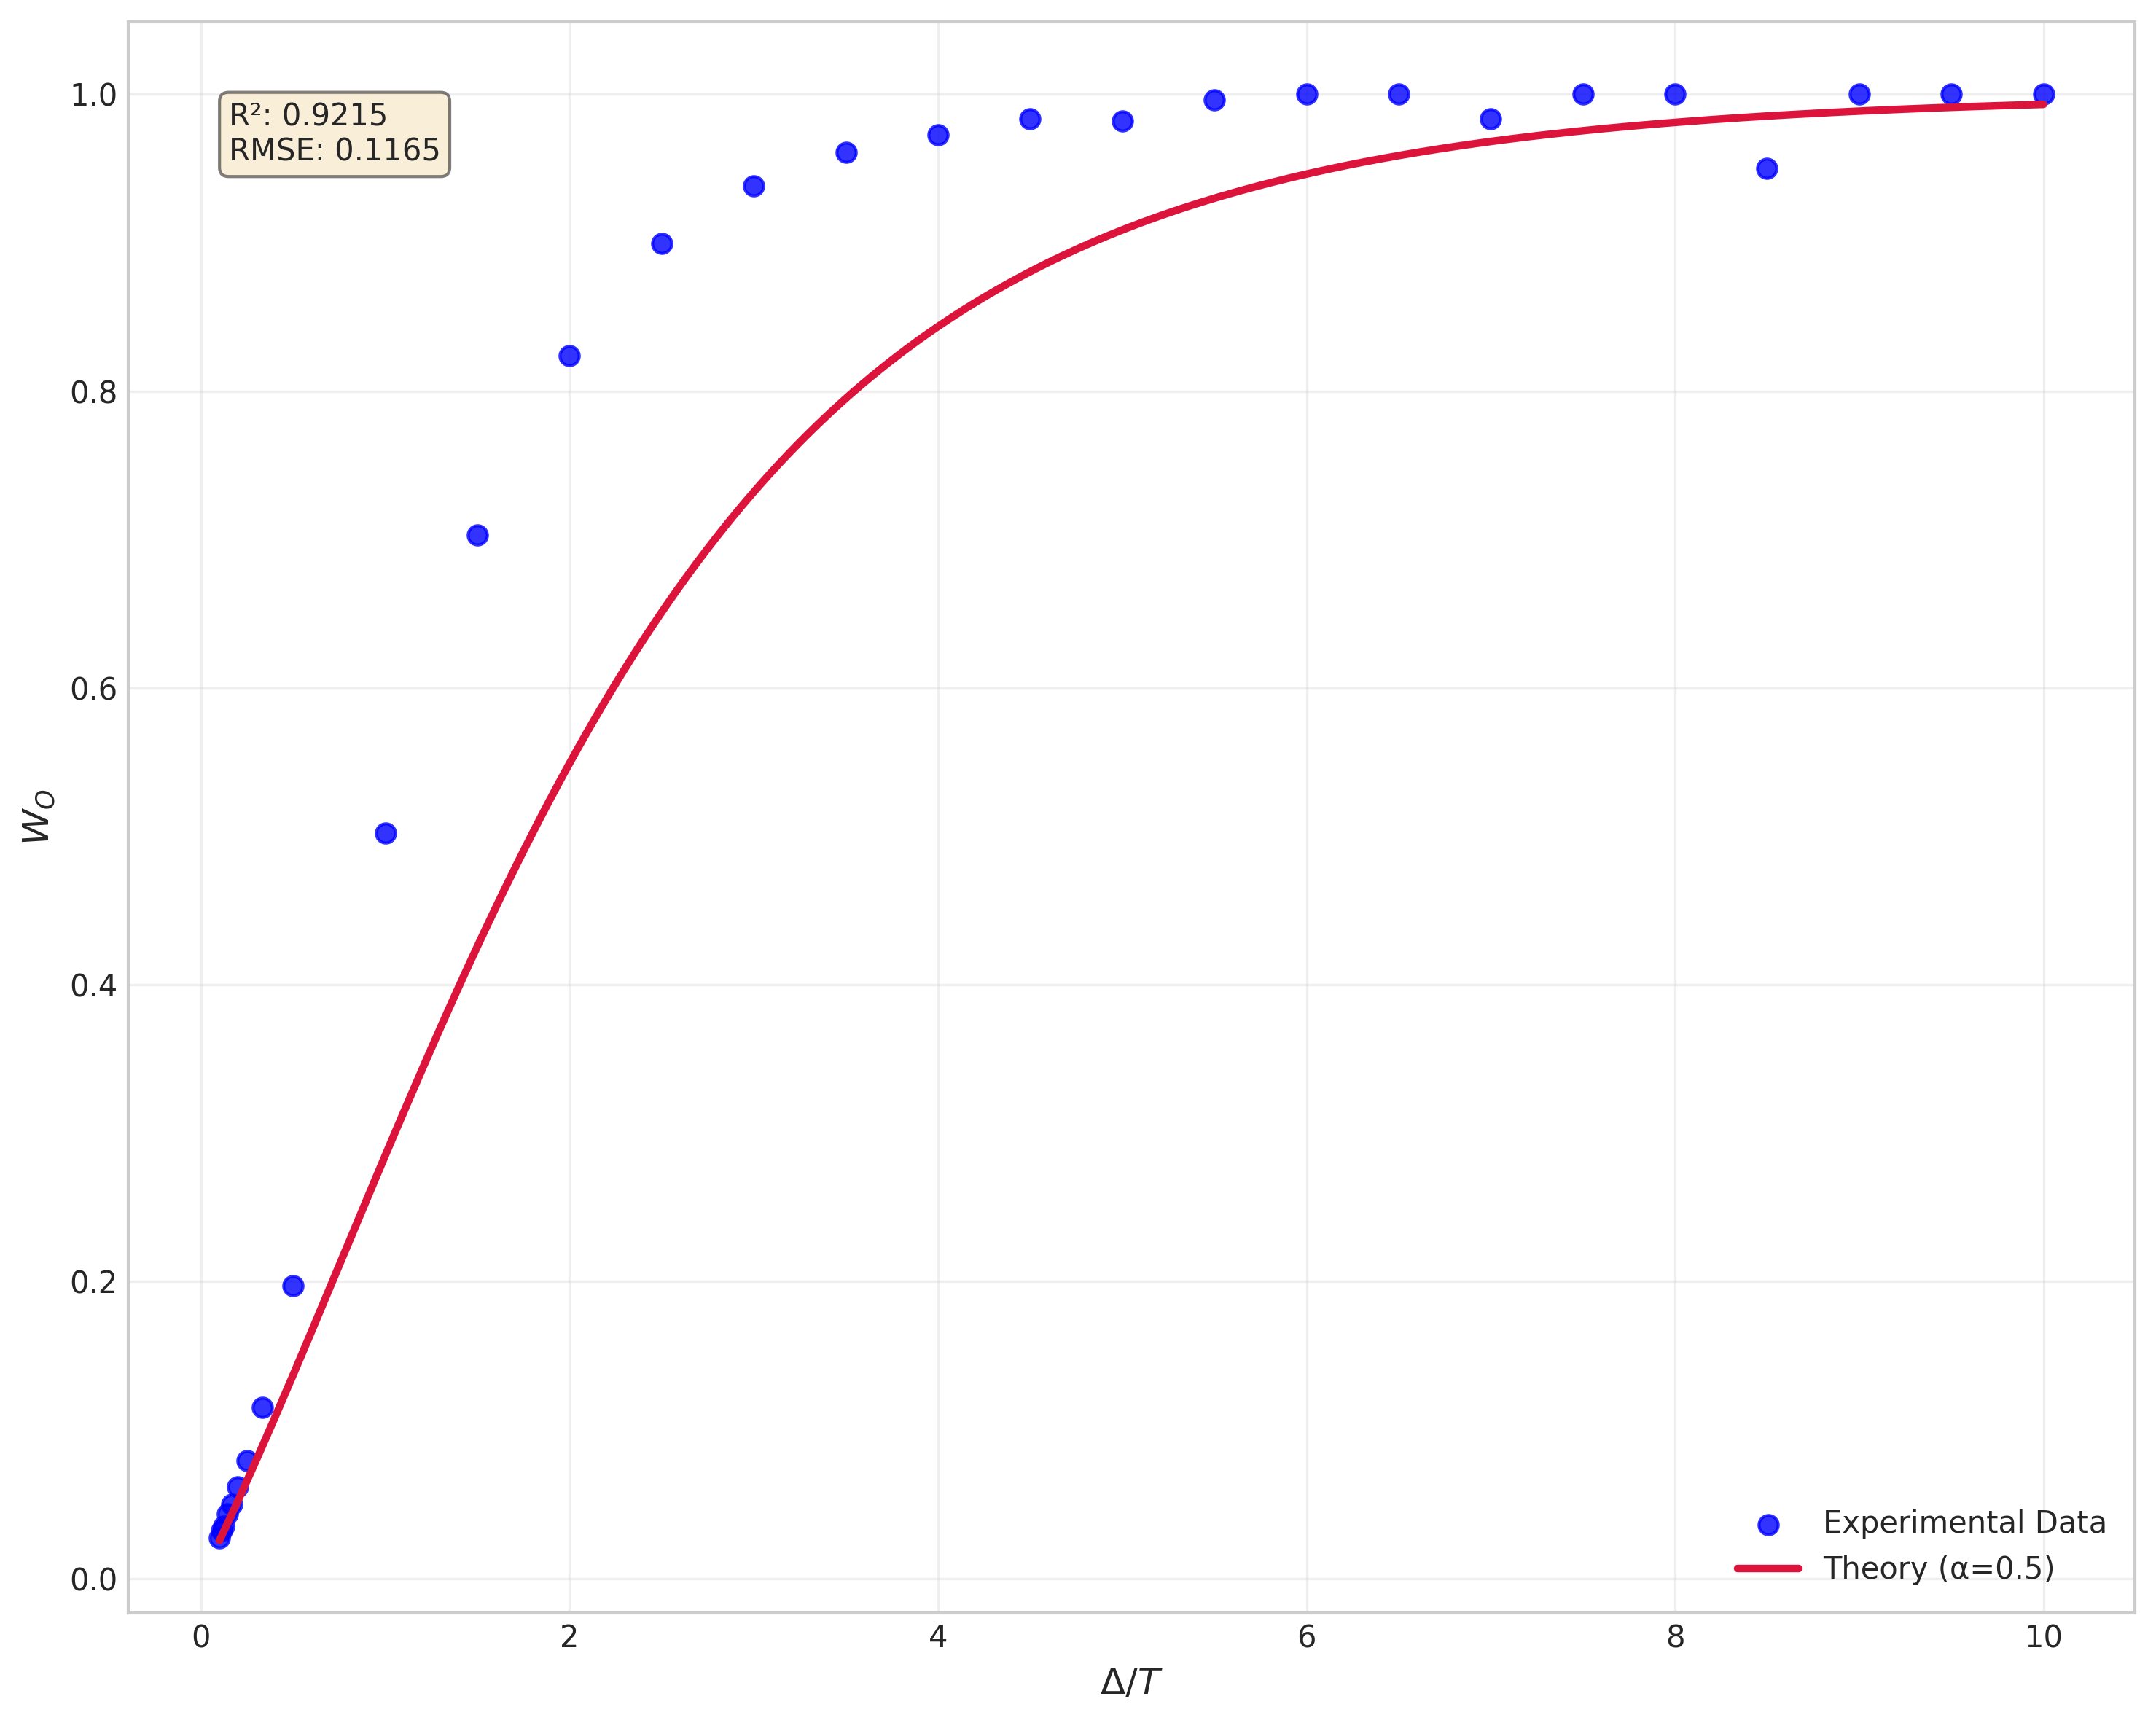 R²: 0.9215
RMSE: 0.1165
1.0
0.8
0.6
0.4
0.2
0.0
W_O
0 2 4 6 8 10
Δ/T
Experimental Data
Theory (α=0.5)